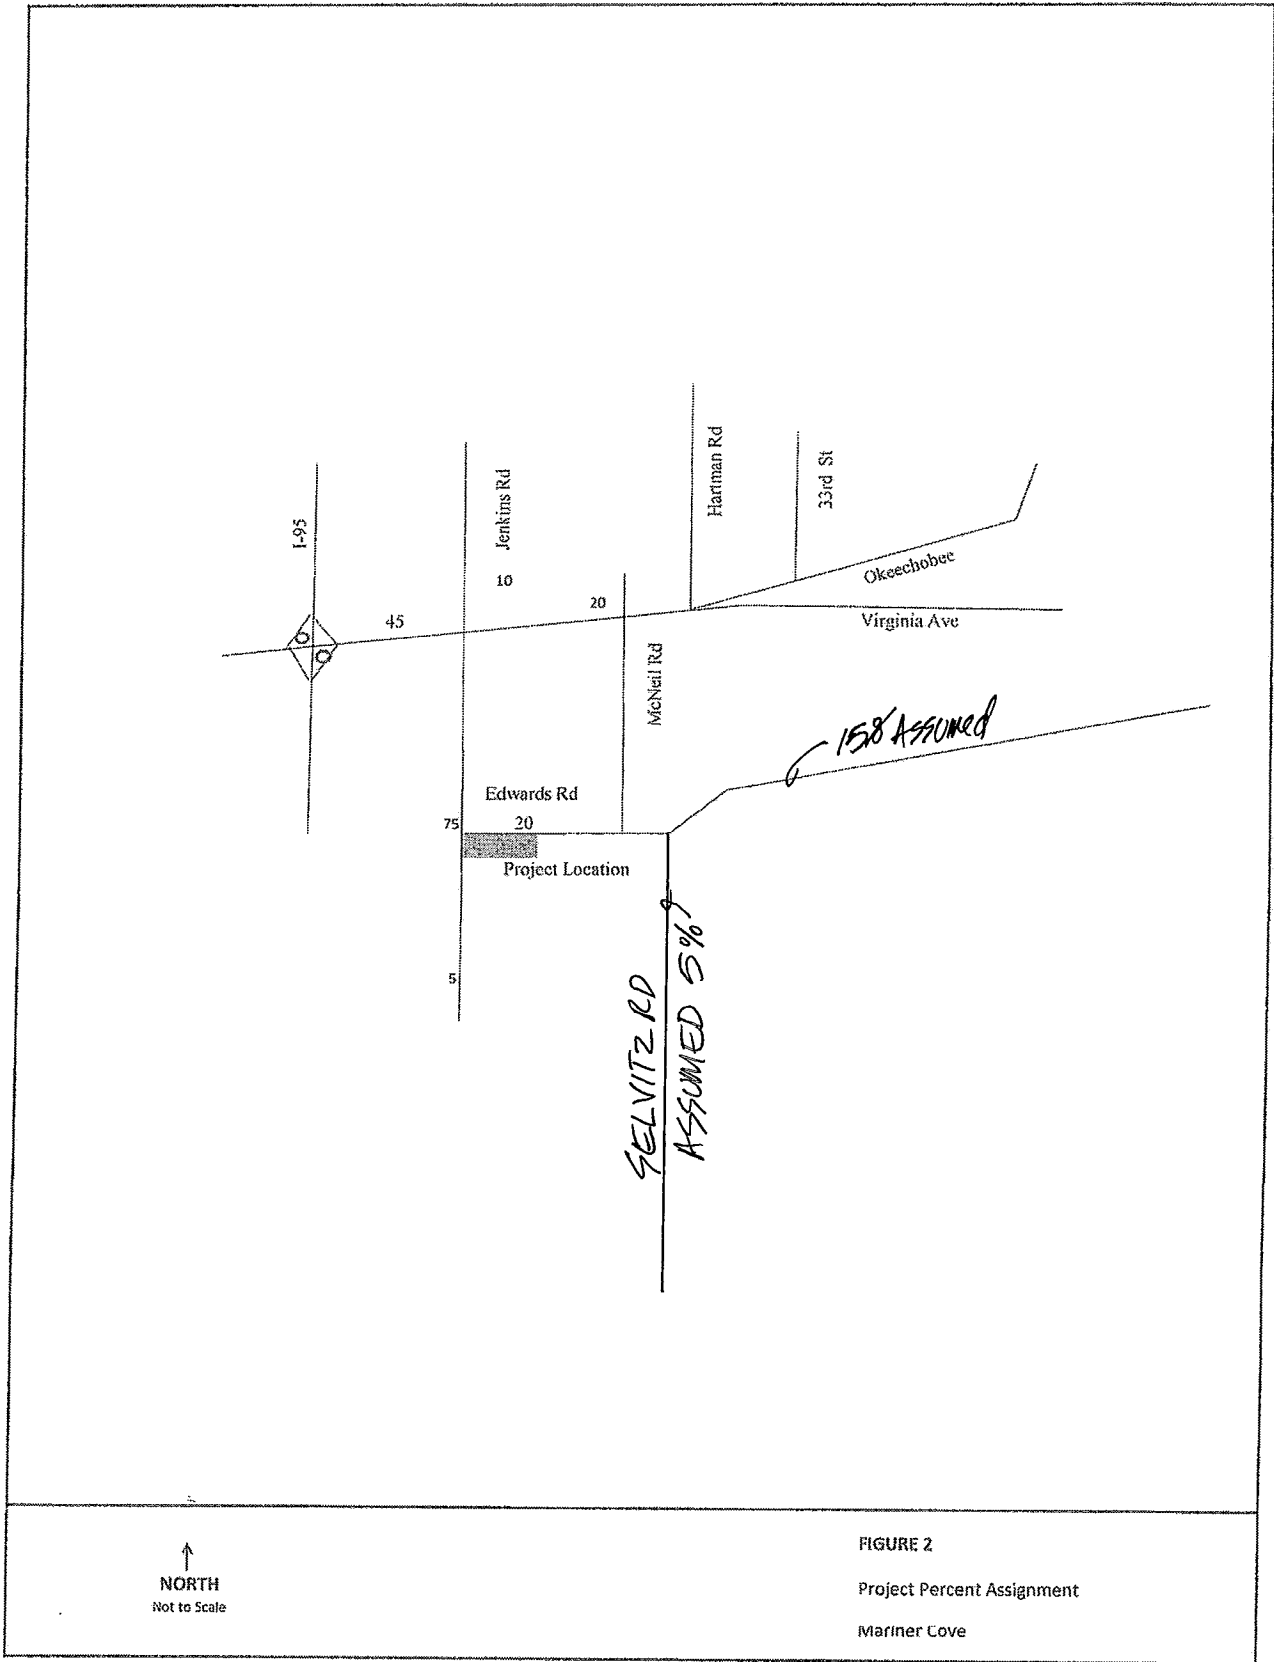 Hartman Rd
33rd St
Jenkins Rd
I-95
Okeechobee
10
20
45
Virginia Ave
McNeil Rd
15% ASSUMED
Edwards Rd
75
20
Project Location
5
SELVITZ RD
ASSUMED 5%
NORTH
Not to Scale
FIGURE 2
Project Percent Assignment
Mariner Cove